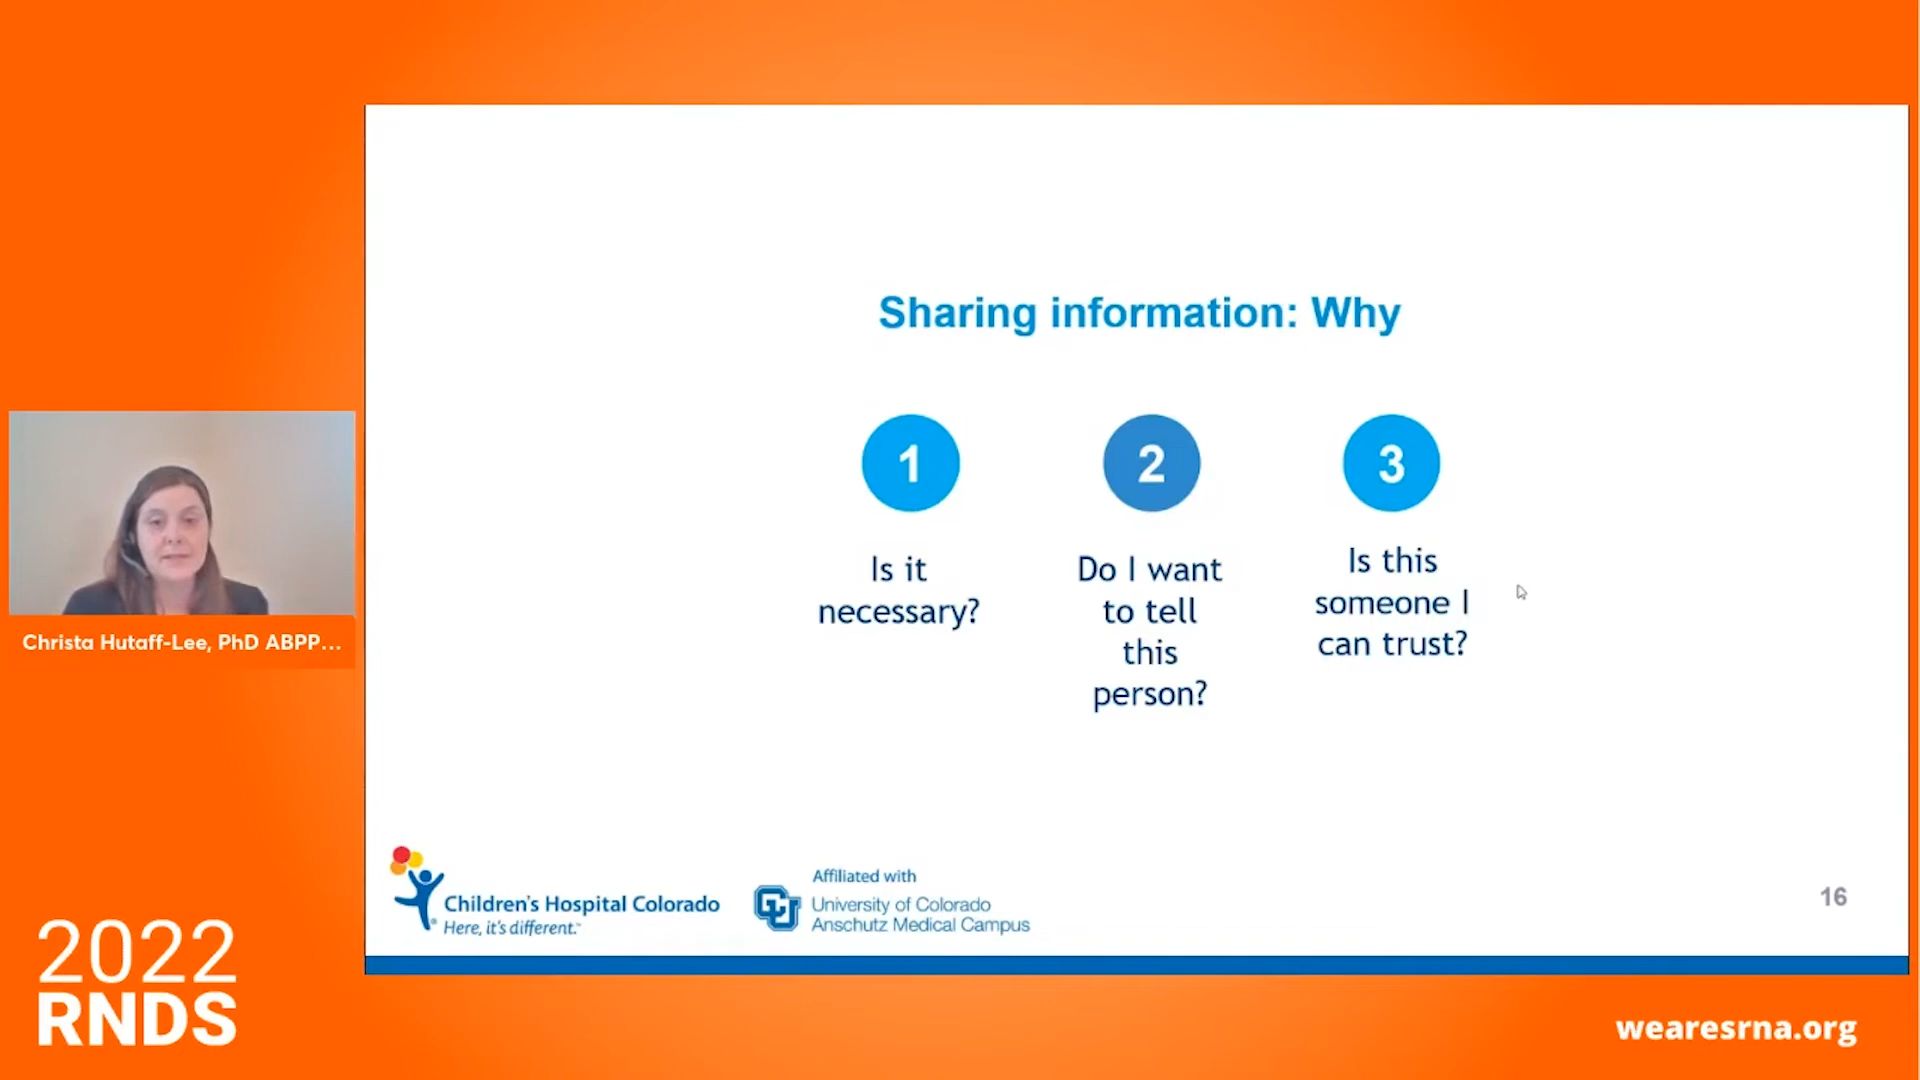 Sharing information: Why
1
2
3
Is it
necessary?
Do I want
to tell
this
person?
Is this
someone I
can trust?
Christa Hutaff-Lee, PhD ABPP...
Children's Hospital Colorado
Here, it's different.™
Affiliated with
University of Colorado
Anschutz Medical Campus
16
2022
RNDS
wearesrna.org